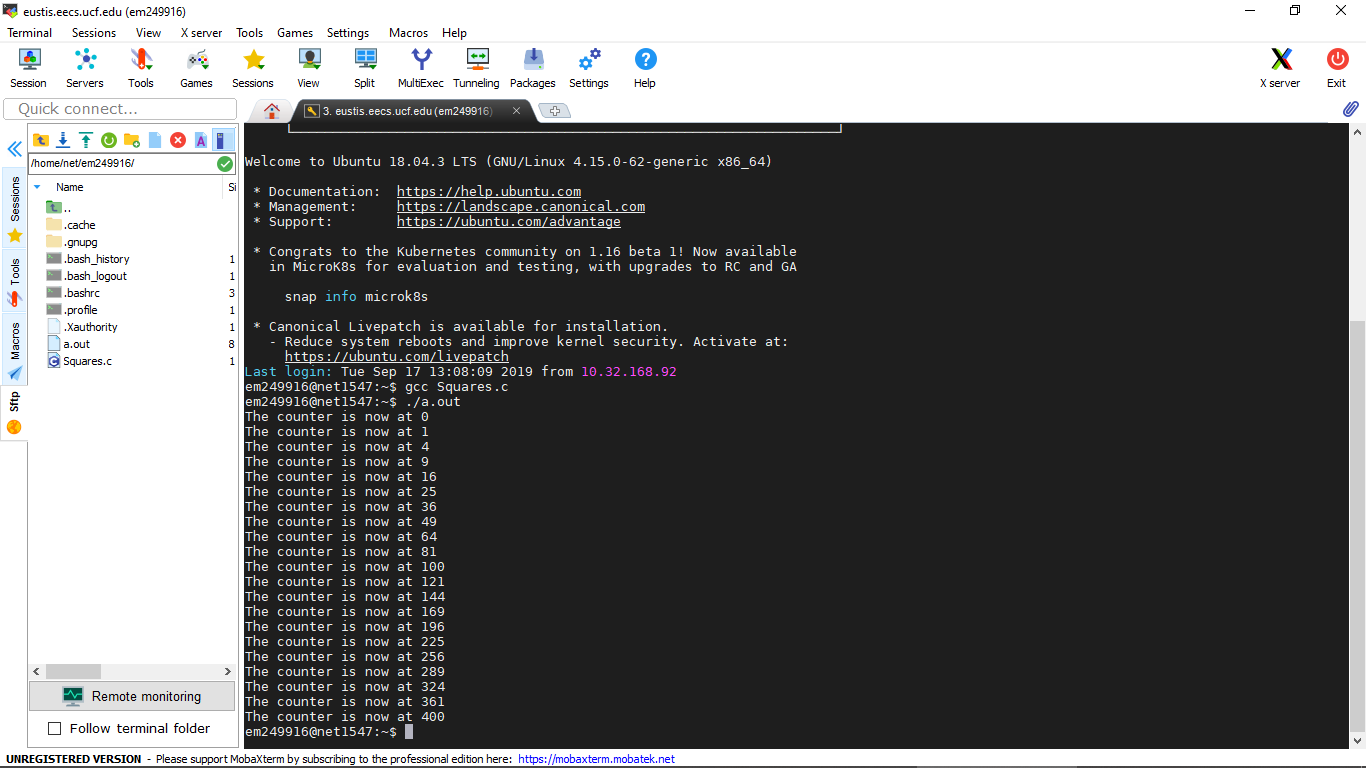 eustis.eecs.ucf.edu (em249916)
Terminal Sessions View X server Tools Games Settings Macros Help
Session Servers Tools Games Sessions View Split MultiExec Tunneling Packages Settings Help X server Exit
Quick connect...
3. eustis.eecs.ucf.edu (em249916)
/home/net/em249916/
Name Si
..
.cache
.gnupg
.bash_history 1
.bash_logout 1
.bashrc 3
.profile 1
.Xauthority 1
a.out 8
Squares.c 1
Sessions
Tools
Macros
Sftp
Remote monitoring
Follow terminal folder
Welcome to Ubuntu 18.04.3 LTS (GNU/Linux 4.15.0-62-generic x86_64)
* Documentation: https://help.ubuntu.com
* Management: https://landscape.canonical.com
* Support: https://ubuntu.com/advantage
* Congrats to the Kubernetes community on 1.16 beta 1! Now available
in MicroK8s for evaluation and testing, with upgrades to RC and GA
snap info microk8s
* Canonical Livepatch is available for installation.
- Reduce system reboots and improve kernel security. Activate at:
https://ubuntu.com/livepatch
Last login: Tue Sep 17 13:08:09 2019 from 10.32.168.92
em249916@net1547:~$ gcc Squares.c
em249916@net1547:~$ ./a.out
The counter is now at 0
The counter is now at 1
The counter is now at 4
The counter is now at 9
The counter is now at 16
The counter is now at 25
The counter is now at 36
The counter is now at 49
The counter is now at 64
The counter is now at 81
The counter is now at 100
The counter is now at 121
The counter is now at 144
The counter is now at 169
The counter is now at 196
The counter is now at 225
The counter is now at 256
The counter is now at 289
The counter is now at 324
The counter is now at 361
The counter is now at 400
em249916@net1547:~$
UNREGISTERED VERSION - Please support MobaXterm by subscribing to the professional edition here: https://mobaxterm.mobatek.net